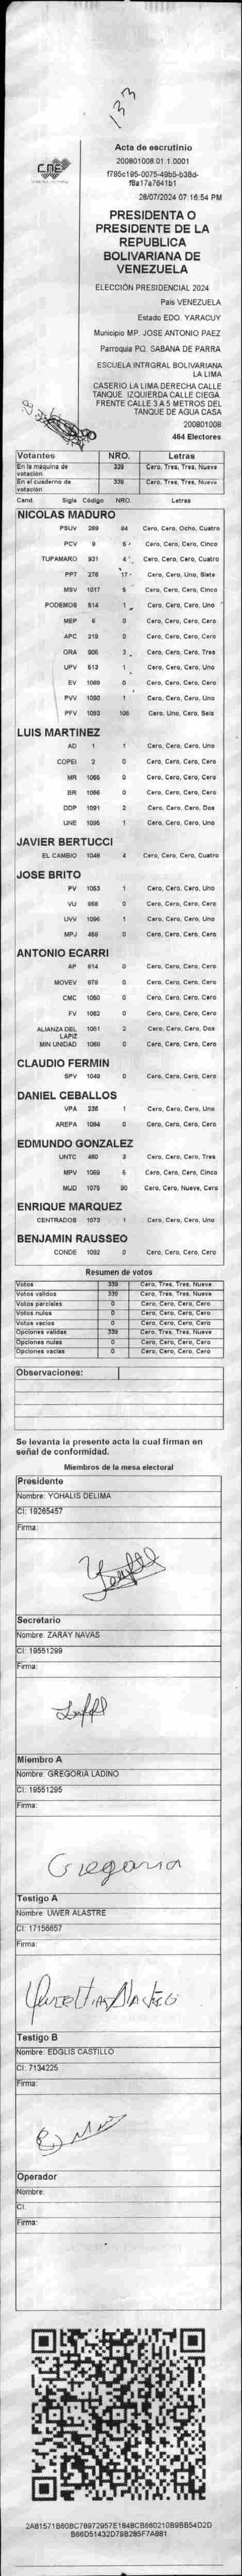 133
CNE
Acta de escrutinio
200801008.01.1.0001
f795c195-0075-49b5-b38d-
f8a17a7641b1
28/07/2024 07:16:54 PM
PRESIDENTA O
PRESIDENTE DE LA
REPUBLICA
BOLIVARIANA DE
VENEZUELA
ELECCIÓN PRESIDENCIAL 2024
Pais VENEZUELA
Estado EDO. YARACUY
Municipio MP. JOSE ANTONIO PAEZ
Parroquia PQ. SABANA DE PARRA
ESCUELA INTRGRAL BOLIVARIANA
LA LIMA
CASERIO LA LIMA DERECHA CALLE
TANQUE. IZQUIERDA CALLE CIEGA.
FRENTE CALLE 3 A 5 METROS DEL
TANQUE DE AGUA CASA
200801008
464 Electores
Votantes NRO. Letras
En la máquina de votación 339 Cero, Tres, Tres, Nueve
En el cuaderno de votación 339 Cero, Tres, Tres, Nueve
Cand. Sigla Código NRO. Letras
NICOLAS MADURO
PSUV 269 84 Cero, Cero, Ocho, Cuatro
PCV 9 5 Cero, Cero, Cero, Cinco
TUPAMARO 931 4 Cero, Cero, Cero, Cuatro
PPT 276 17 Cero, Cero, Uno, Siete
MSV 1017 5 Cero, Cero, Cero, Cinco
PODEMOS 514 1 Cero, Cero, Cero, Uno
MEP 6 0 Cero, Cero, Cero, Cero
APC 219 0 Cero, Cero, Cero, Cero
ORA 906 3 Cero, Cero, Cero, Tres
UPV 613 1 Cero, Cero, Cero, Uno
EV 1089 0 Cero, Cero, Cero, Cero
PVV 1090 1 Cero, Cero, Cero, Uno
PFV 1093 106 Cero, Uno, Cero, Seis
LUIS MARTINEZ
AD 1 1 Cero, Cero, Cero, Uno
COPEI 2 0 Cero, Cero, Cero, Cero
MR 1065 0 Cero, Cero, Cero, Cero
BR 1066 0 Cero, Cero, Cero, Cero
DDP 1091 2 Cero, Cero, Cero, Dos
UNE 1095 1 Cero, Cero, Cero, Uno
JAVIER BERTUCCI
EL CAMBIO 1048 4 Cero, Cero, Cero, Cuatro
JOSE BRITO
PV 1053 1 Cero, Cero, Cero, Uno
VU 868 0 Cero, Cero, Cero, Cero
UVV 1096 1 Cero, Cero, Cero, Uno
MPJ 459 0 Cero, Cero, Cero, Cero
ANTONIO ECARRI
AP 614 0 Cero, Cero, Cero, Cero
MOVEV 978 0 Cero, Cero, Cero, Cero
CMC 1050 0 Cero, Cero, Cero, Cero
FV 1062 0 Cero, Cero, Cero, Cero
ALIANZA DEL LAPIZ 1051 2 Cero, Cero, Cero, Dos
MIN UNIDAD 1069 0 Cero, Cero, Cero, Cero
CLAUDIO FERMIN
SPV 1049 0 Cero, Cero, Cero, Cero
DANIEL CEBALLOS
VPA 235 1 Cero, Cero, Cero, Uno
AREPA 1094 0 Cero, Cero, Cero, Cero
EDMUNDO GONZALEZ
UNTC 460 3 Cero, Cero, Cero, Tres
MPV 1069 5 Cero, Cero, Cero, Cinco
MUD 1075 90 Cero, Cero, Nueve, Cero
ENRIQUE MARQUEZ
CENTRADOS 1073 1 Cero, Cero, Cero, Uno
BENJAMIN RAUSSEO
CONDE 1092 0 Cero, Cero, Cero, Cero
Resumen de votos
Votos 339 Cero, Tres, Tres, Nueve
Votos validos 339 Cero, Tres, Tres, Nueve
Votos parciales 0 Cero, Cero, Cero, Cero
Votos nulos 0 Cero, Cero, Cero, Cero
Votos vacios 0 Cero, Cero, Cero, Cero
Opciones validas 339 Cero, Tres, Tres, Nueve
Opciones nulas 0 Cero, Cero, Cero, Cero
Opciones vacias 0 Cero, Cero, Cero, Cero
Observaciones:
Se levanta la presente acta la cual firman en
señal de conformidad.
Miembros de la mesa electoral
Presidente
Nombre: YOHALIS DELIMA
CI: 19265457
Firma:
Secretario
Nombre: ZARAY NAVAS
CI: 19551299
Firma:
Miembro A
Nombre: GREGORIA LADINO
CI: 19551295
Firma:
Gregoria
Testigo A
Nombre: UWER ALASTRE
CI: 17156657
Firma:
Testigo B
Nombre: EDGLIS CASTILLO
CI: 7134225
Firma:
Operador
Nombre:
CI:
Firma:
2A81571B60BC78972957E1848CB660210B9BB54D2D
B66D51432D79B285F7A881